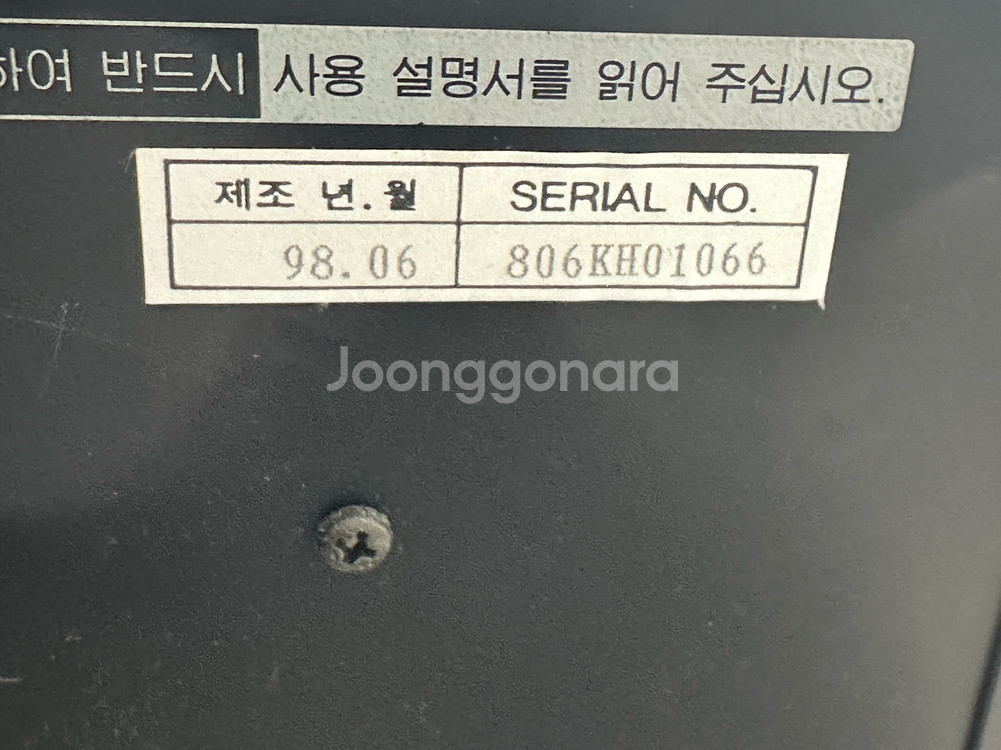 하여 반드시 사용 설명서를 읽어 주십시오.
제조 년.월 SERIAL NO.
98.06 806KH01066
Joonggonara